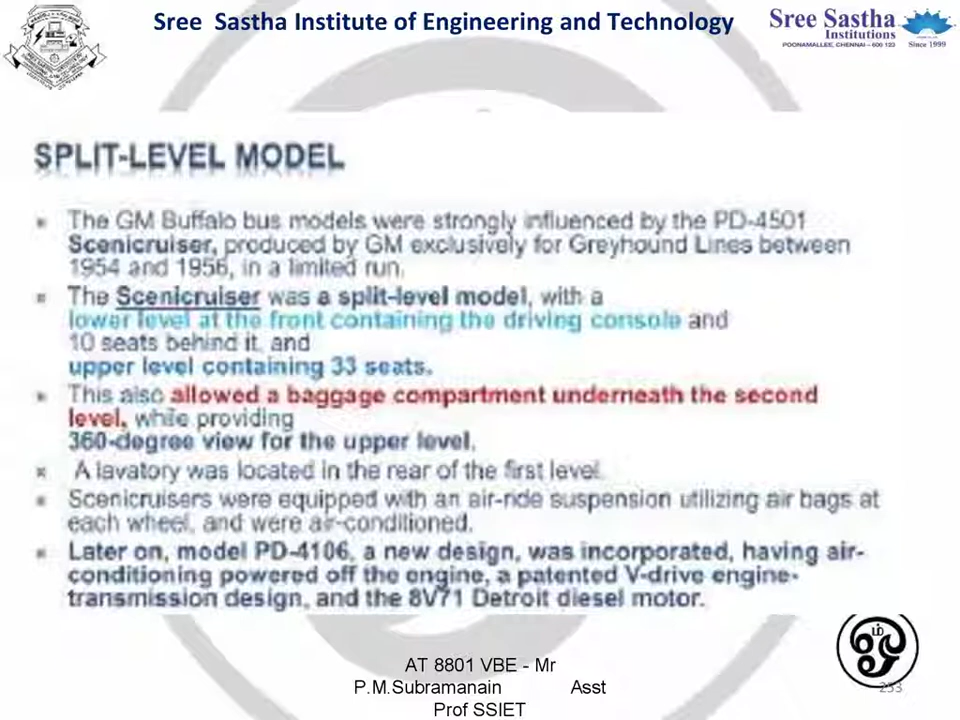 Sree Sastha Institute of Engineering and Technology
Sree Sastha
Institutions
POONAMALLEE, CHENNAI – 600 123
Since 1999
SPLIT-LEVEL MODEL
The GM Buffalo bus models were strongly influenced by the PD-4501
Scenicruiser, produced by GM exclusively for Greyhound Lines between
1954 and 1956, in a limited run.
The Scenicruiser was a split-level model, with a
lower level at the front containing the driving console and
10 seats behind it, and
upper level containing 33 seats.
This also allowed a baggage compartment underneath the second
level, while providing
360-degree view for the upper level.
A lavatory was located in the rear of the first level.
Scenicruisers were equipped with an air-ride suspension utilizing air bags at
each wheel, and were air-conditioned.
Later on, model PD-4106, a new design, was incorporated, having air-
conditioning powered off the engine, a patented V-drive engine-
transmission design, and the 8V71 Detroit diesel motor.
AT 8801 VBE - Mr
P.M.Subramanain Asst
Prof SSIET
253